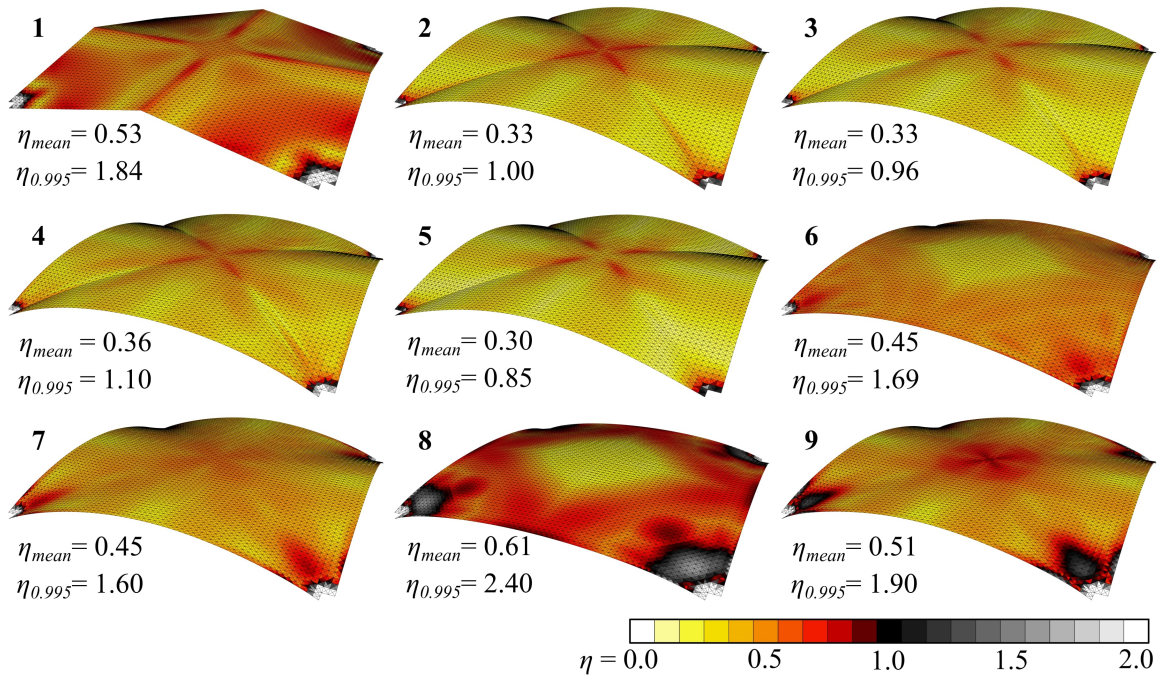 1
η_mean = 0.53
η_0.995 = 1.84
2
η_mean = 0.33
η_0.995 = 1.00
3
η_mean = 0.33
η_0.995 = 0.96
4
η_mean = 0.36
η_0.995 = 1.10
5
η_mean = 0.30
η_0.995 = 0.85
6
η_mean = 0.45
η_0.995 = 1.69
7
η_mean = 0.45
η_0.995 = 1.60
8
η_mean = 0.61
η_0.995 = 2.40
9
η_mean = 0.51
η_0.995 = 1.90
η = 0.0 0.5 1.0 1.5 2.0